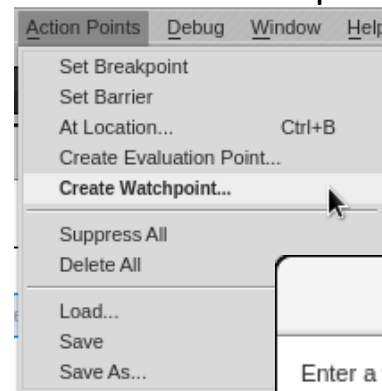 Action Points Debug Window Help
Set Breakpoint
Set Barrier
At Location... Ctrl+B
Create Evaluation Point...
Create Watchpoint...
Suppress All
Delete All
Load...
Save
Save As...
Enter a